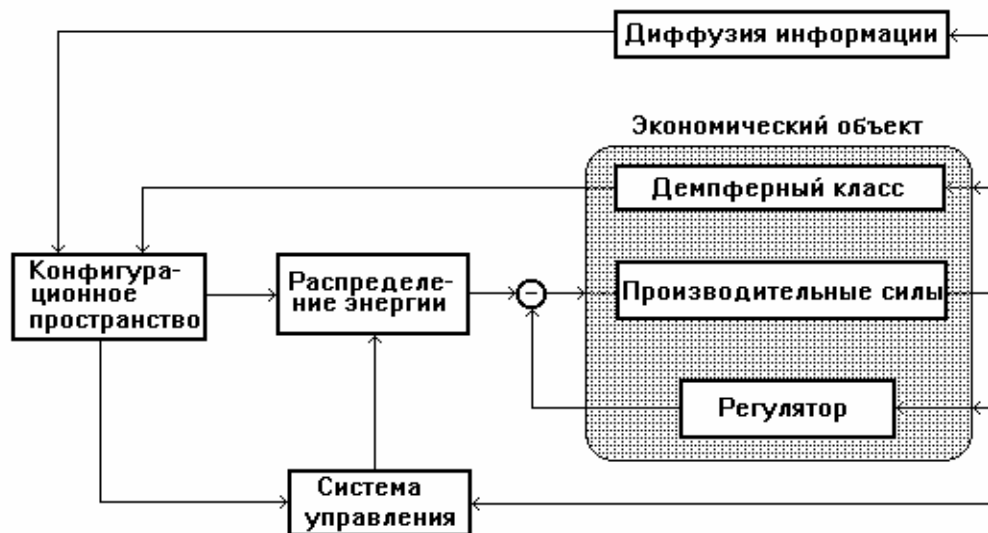 Диффузия информации
Экономический объект
Демпферный класс
Конфигура-
ционное
пространство
Распределе-
ние энергии
-
Производительные силы
Регулятор
Система
управления